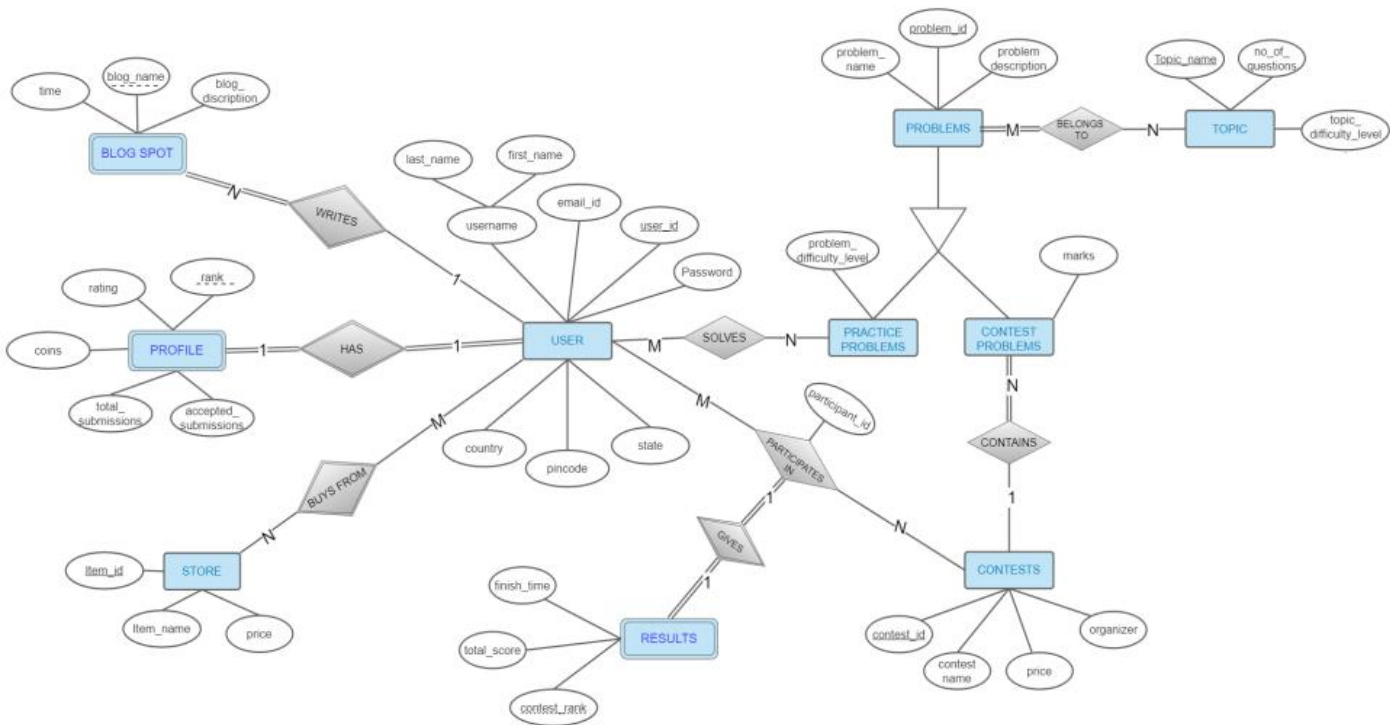 problem_id
problem_
name
problem
description
Topic_name
no_of_
questions
topic_
difficulty_level
PROBLEMS
M
BELONGS
TO
N
TOPIC
time
blog_name
blog_
discriptiion
BLOG SPOT
N
WRITES
1
last_name
first_name
username
email_id
user_id
Password
problem_
difficulty_level
marks
rating
rank
coins
PROFILE
1
HAS
1
USER
M
SOLVES
N
PRACTICE
PROBLEMS
CONTEST
PROBLEMS
total_
submissions
accepted_
submissions
country
pincode
state
M
BUYS FROM
N
M
participant_id
PARTICIPATES
IN
N
N
CONTAINS
1
1
GIVES
1
Item_id
STORE
Item_name
price
finish_time
total_score
contest_rank
RESULTS
CONTESTS
contest_id
contest
name
price
organizer